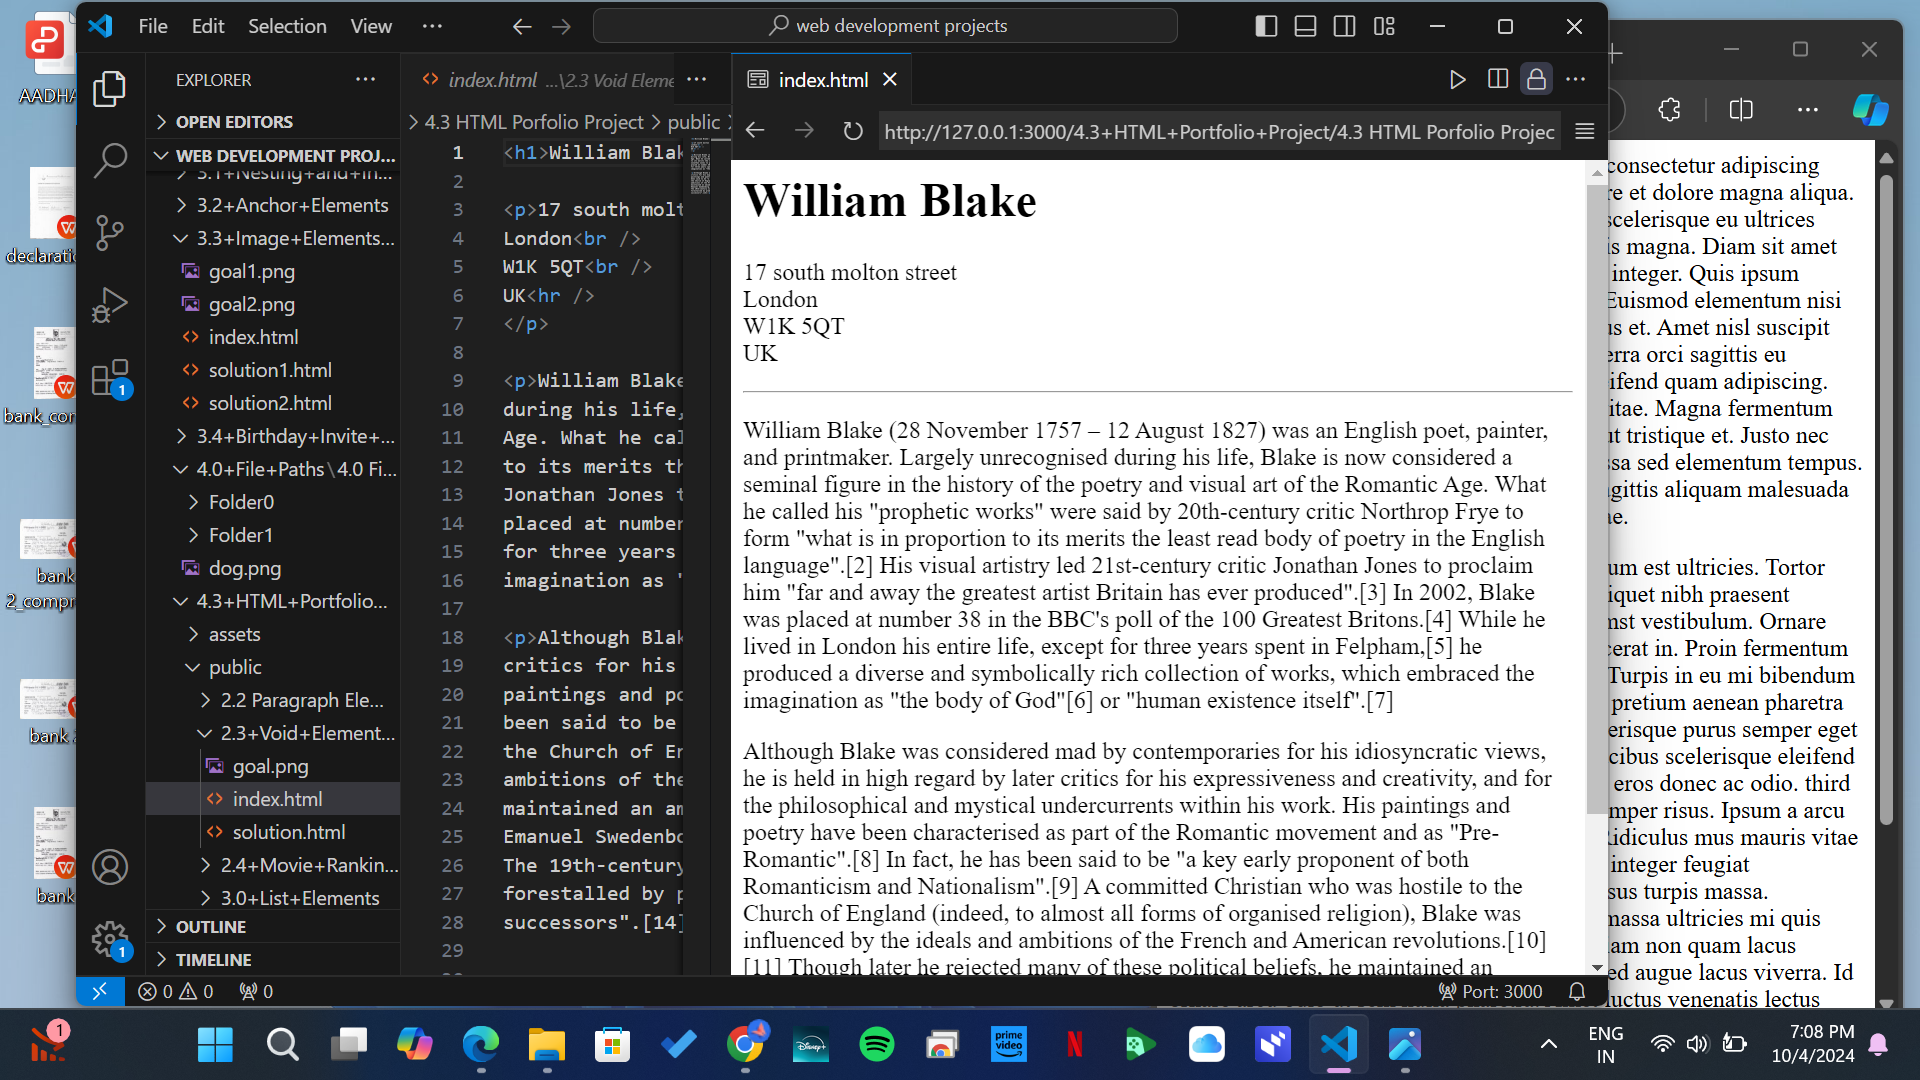 File Edit Selection View
web development projects
AADHA
declaratio
bank_cor
bank
2_compr
bank
bank
EXPLORER
OPEN EDITORS
WEB DEVELOPMENT PROJ...
3.1+Nesting+and+In...
3.2+Anchor+Elements
3.3+Image+Elements...
goal1.png
goal2.png
index.html
solution1.html
solution2.html
3.4+Birthday+Invite+...
4.0+File+Paths\4.0 Fi...
Folder0
Folder1
dog.png
4.3+HTML+Portfolio...
assets
public
2.2 Paragraph Ele...
2.3+Void+Element...
goal.png
index.html
solution.html
2.4+Movie+Rankin...
3.0+List+Elements
OUTLINE
TIMELINE
index.html ...\2.3 Void Eleme
4.3 HTML Porfolio Project > public >
1 <h1>William Blak
2
3 <p>17 south molt
4 London<br />
5 W1K 5QT<br />
6 UK<hr />
7 </p>
8
9 <p>William Blake
10 during his life,
11 Age. What he cal
12 to its merits th
13 Jonathan Jones t
14 placed at number
15 for three years
16 imagination as "
17
18 <p>Although Blak
19 critics for his
20 paintings and po
21 been said to be
22 the Church of En
23 ambitions of the
24 maintained an am
25 Emanuel Swedenbo
26 The 19th-century
27 forestalled by p
28 successors".[14]
29
index.html
http://127.0.0.1:3000/4.3+HTML+Portfolio+Project/4.3 HTML Porfolio Projec
William Blake
17 south molton street
London
W1K 5QT
UK
William Blake (28 November 1757 – 12 August 1827) was an English poet, painter,
and printmaker. Largely unrecognised during his life, Blake is now considered a
seminal figure in the history of the poetry and visual art of the Romantic Age. What
he called his "prophetic works" were said by 20th-century critic Northrop Frye to
form "what is in proportion to its merits the least read body of poetry in the English
language".[2] His visual artistry led 21st-century critic Jonathan Jones to proclaim
him "far and away the greatest artist Britain has ever produced".[3] In 2002, Blake
was placed at number 38 in the BBC's poll of the 100 Greatest Britons.[4] While he
lived in London his entire life, except for three years spent in Felpham,[5] he
produced a diverse and symbolically rich collection of works, which embraced the
imagination as "the body of God"[6] or "human existence itself".[7]
Although Blake was considered mad by contemporaries for his idiosyncratic views,
he is held in high regard by later critics for his expressiveness and creativity, and for
the philosophical and mystical undercurrents within his work. His paintings and
poetry have been characterised as part of the Romantic movement and as "Pre-
Romantic".[8] In fact, he has been said to be "a key early proponent of both
Romanticism and Nationalism".[9] A committed Christian who was hostile to the
Church of England (indeed, to almost all forms of organised religion), Blake was
influenced by the ideals and ambitions of the French and American revolutions.[10]
[11] Though later he rejected many of these political beliefs, he maintained an
consectetur adipiscing
re et dolore magna aliqua.
scelerisque eu ultrices
is magna. Diam sit amet
integer. Quis ipsum
Euismod elementum nisi
us et. Amet nisl suscipit
erra orci sagittis eu
ifend quam adipiscing.
itae. Magna fermentum
ut tristique et. Justo nec
ssa sed elementum tempus.
gittis aliquam malesuada
ae.
um est ultricies. Tortor
iquet nibh praesent
nst vestibulum. Ornare
cerat in. Proin fermentum
Turpis in eu mi bibendum
pretium aenean pharetra
erisque purus semper eget
cibus scelerisque eleifend
eros donec ac odio. third
mper risus. Ipsum a arcu
Ridiculus mus mauris vitae
integer feugiat
sus turpis massa.
massa ultricies mi quis
am non quam lacus
ed augue lacus viverra. Id
luctus venenatis lectus
0 0 0
Port: 3000
1
1
1
Disney+
prime
video
N
ENG
IN
7:08 PM
10/4/2024